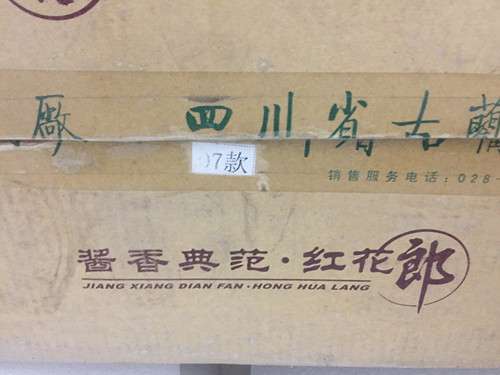 廠 四川省古蔺
07款
销售服务电话：028-
酱香典范·红花郎
JIANG XIANG DIAN FAN·HONG HUA LANG